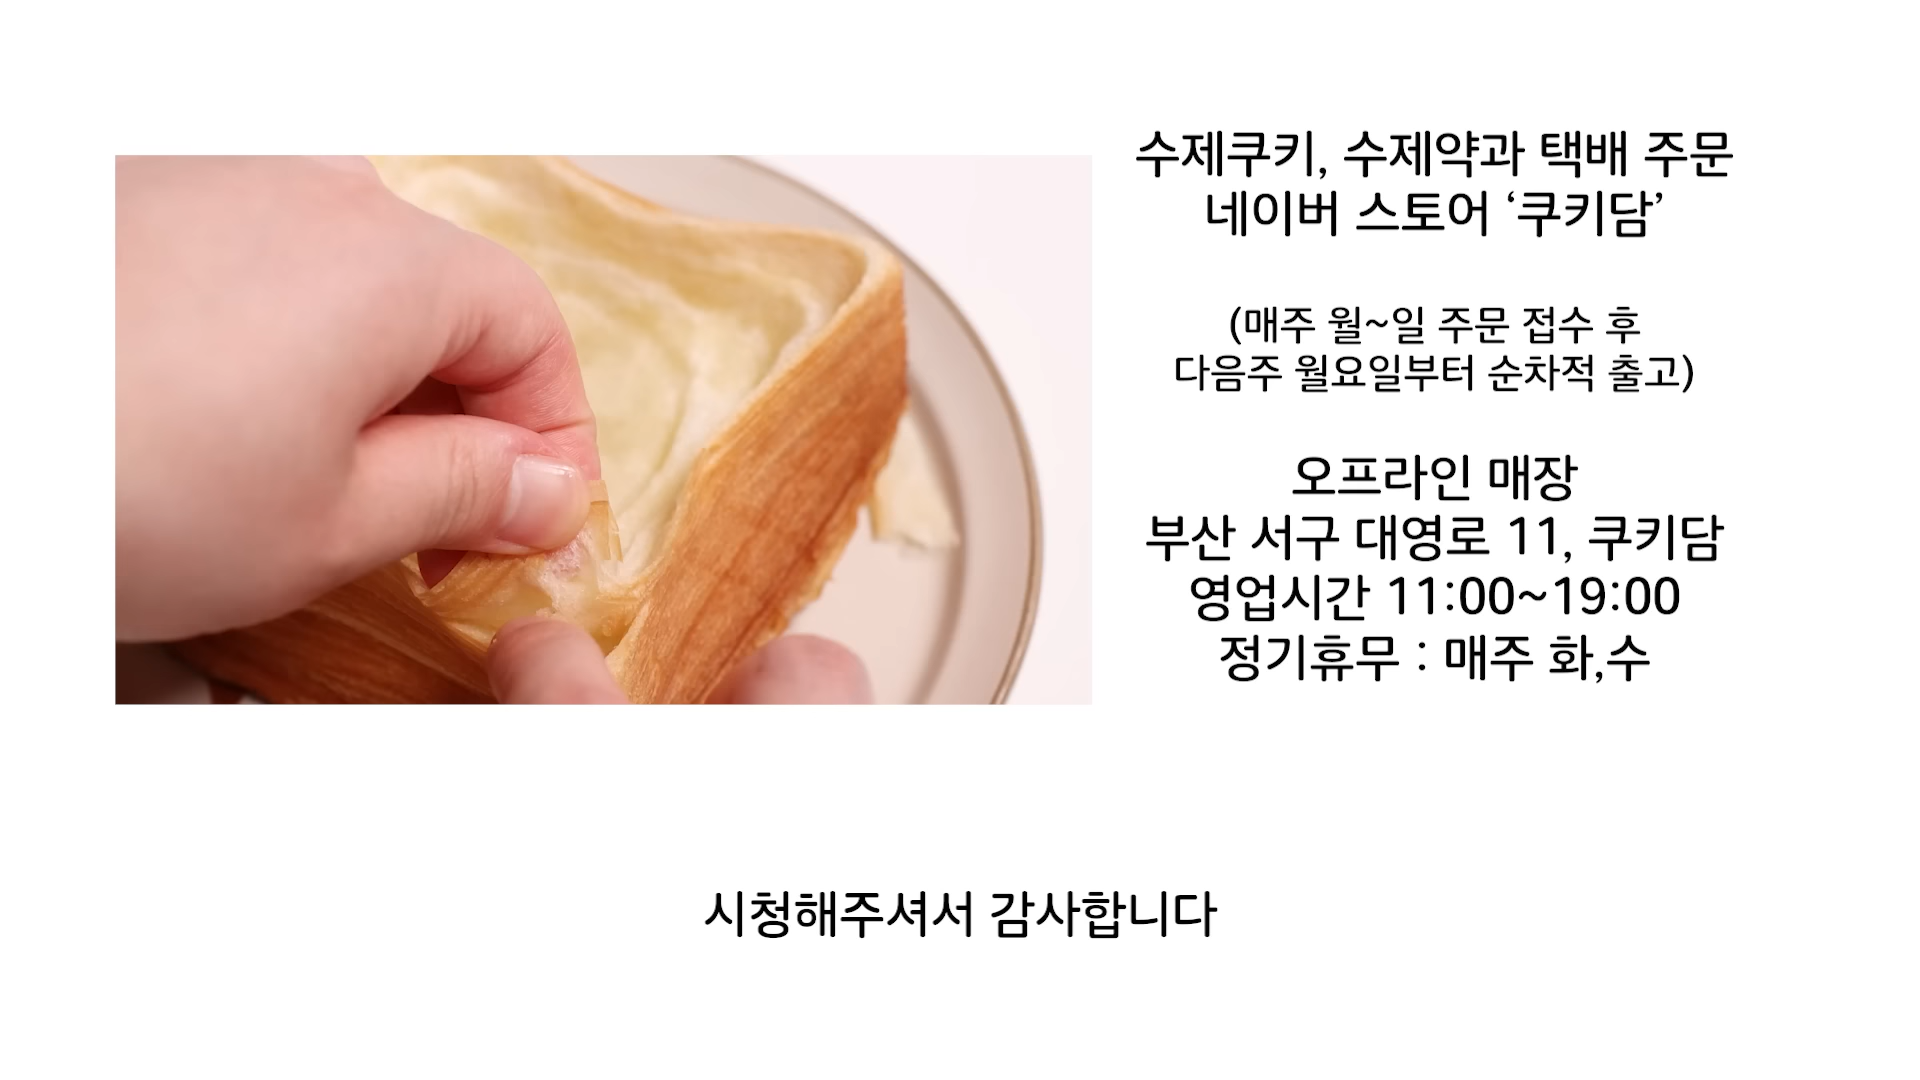 수제쿠키, 수제약과 택배 주문
네이버 스토어 ‘쿠키담’
(매주 월~일 주문 접수 후
다음주 월요일부터 순차적 출고)
오프라인 매장
부산 서구 대영로 11, 쿠키담
영업시간 11:00~19:00
정기휴무 : 매주 화,수
시청해주셔서 감사합니다